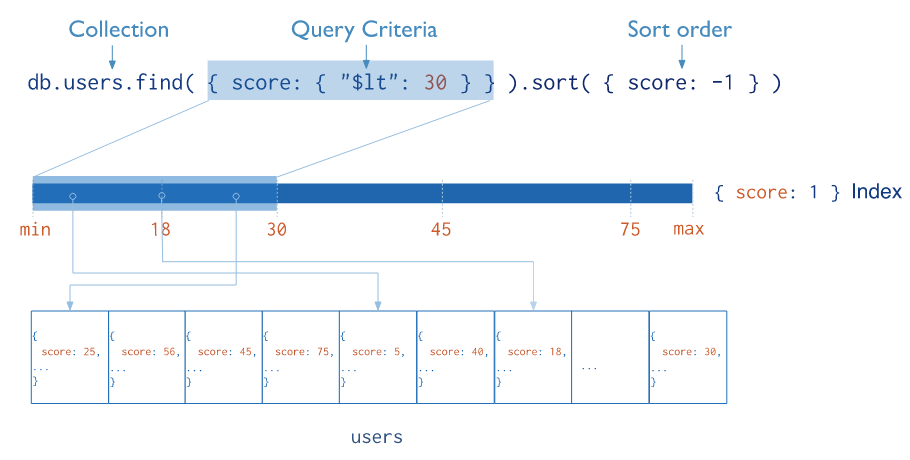 Collection Query Criteria Sort order
db.users.find( { score: { "$lt": 30 } } ).sort( { score: -1 } )
{ score: 1 } Index
min 18 30 45 75 max
{ { { { { { { {
score: 25, score: 56, score: 45, score: 75, score: 5, score: 40, score: 18, score: 30,
... ... ... ... ... ... ... ... ...
} } } } } } } }
users